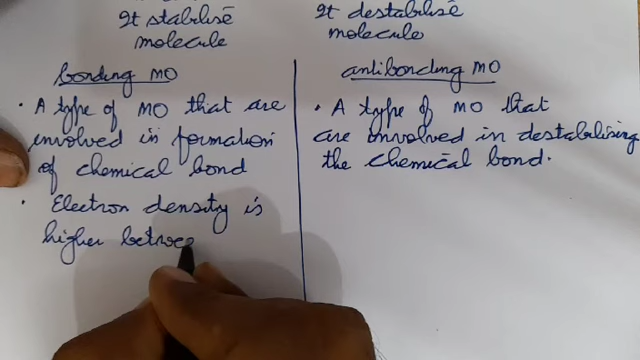 It stabilise
molecule
It destabilise
molecule
bonding MO
• A type of MO that are
involved in formation
of chemical bond
• Electron density is
higher betwee
antibonding MO
• A type of MO that
are involved in destabilising
the chemical bond.